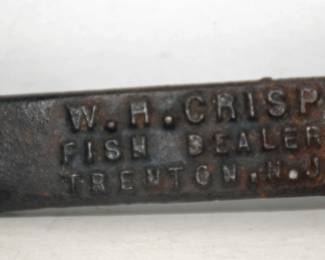 W.H.CRISP
FISH DEALER
TRENTON.N.J